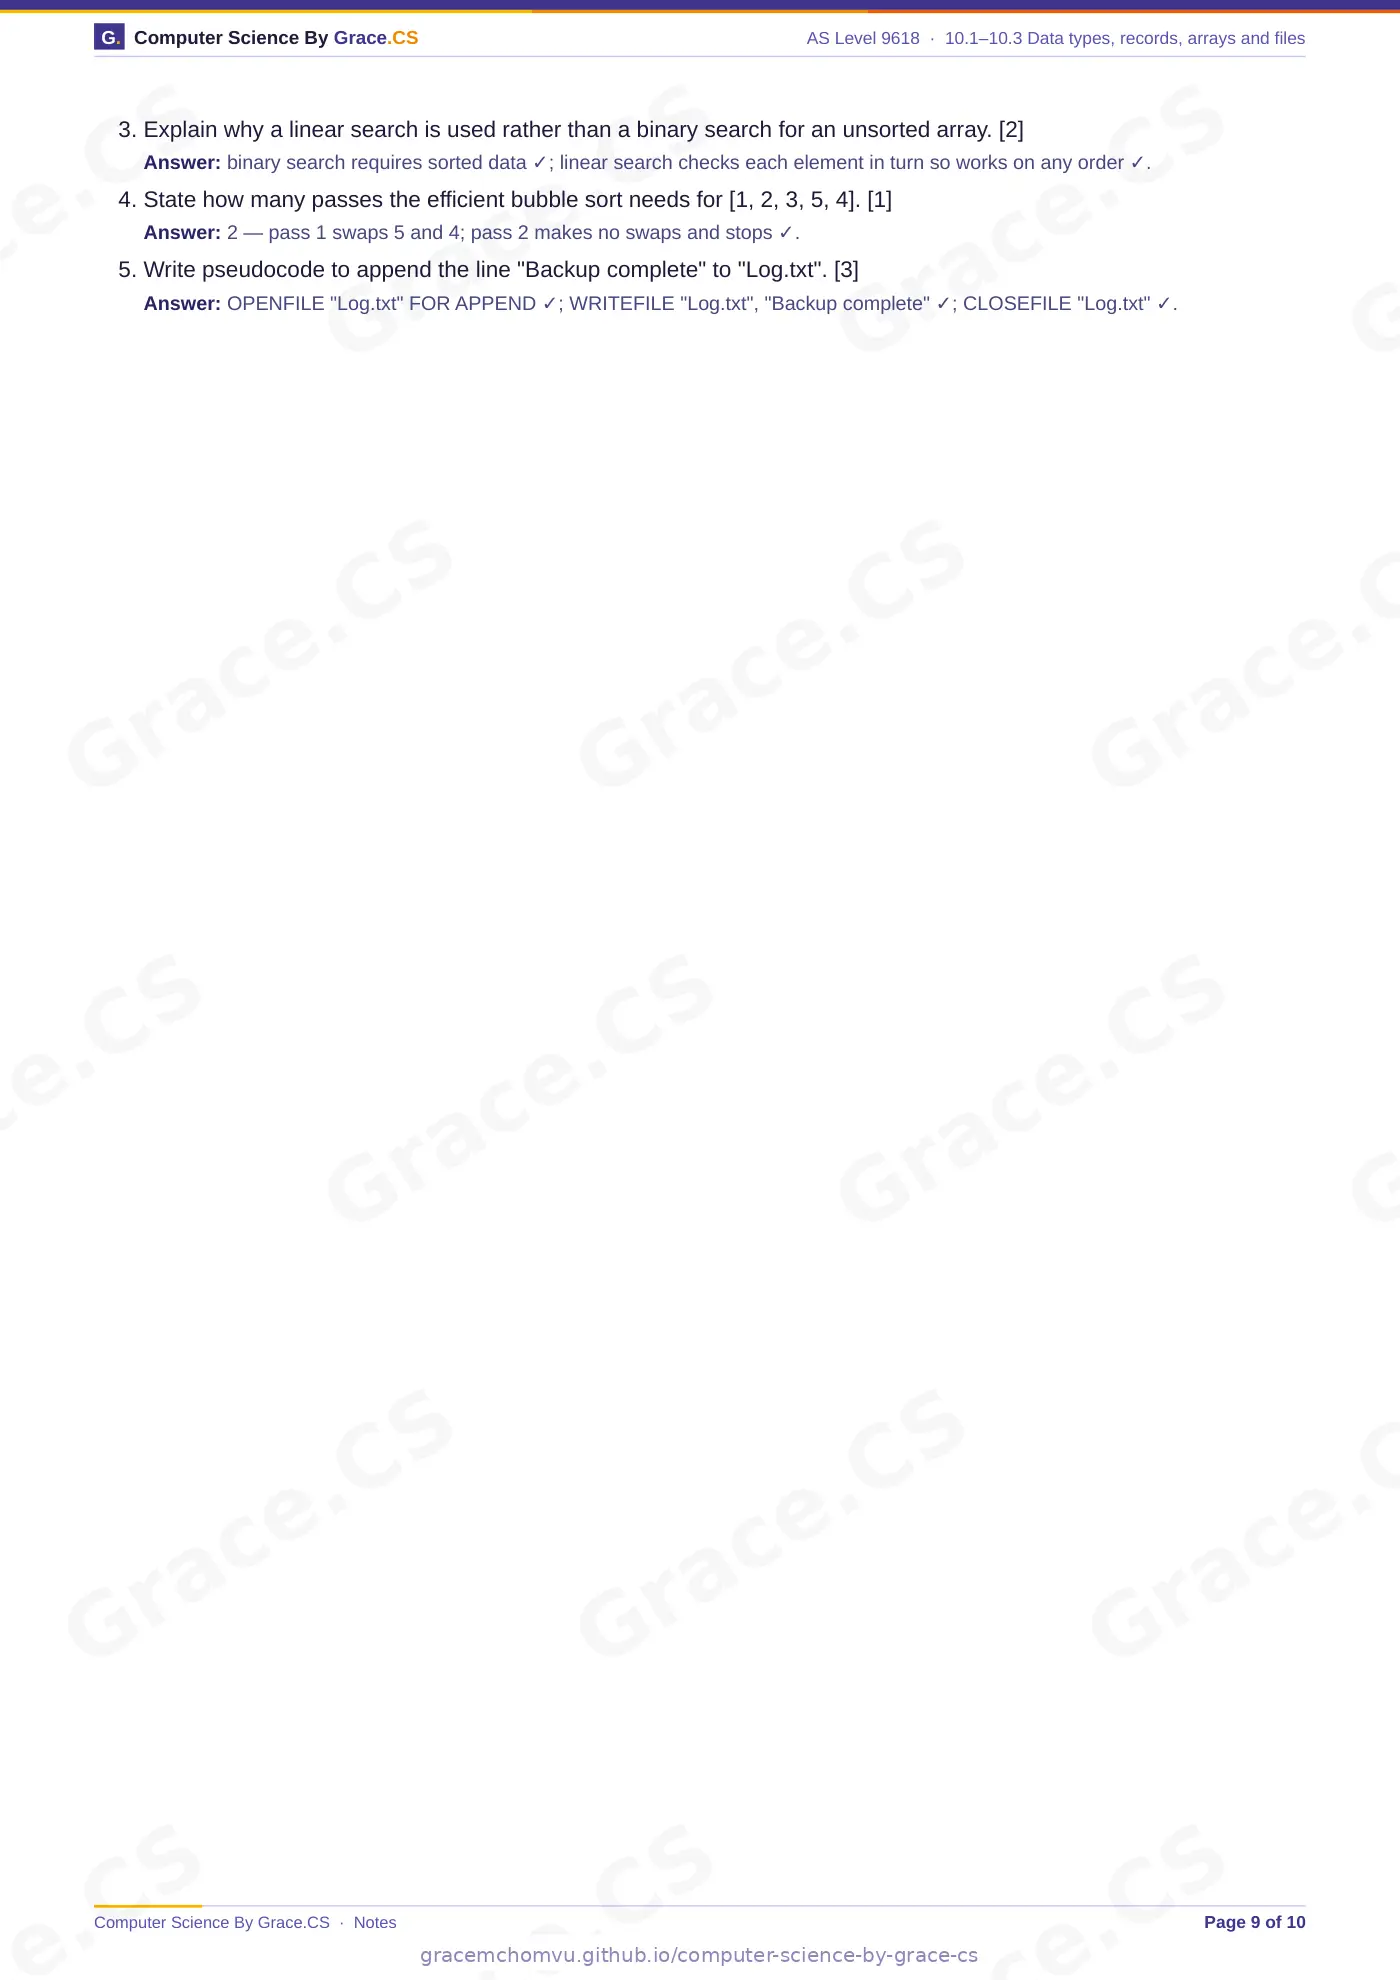 G. Computer Science By Grace.CS
AS Level 9618 · 10.1–10.3 Data types, records, arrays and files
3. Explain why a linear search is used rather than a binary search for an unsorted array. [2]
Answer: binary search requires sorted data ✓; linear search checks each element in turn so works on any order ✓.
4. State how many passes the efficient bubble sort needs for [1, 2, 3, 5, 4]. [1]
Answer: 2 — pass 1 swaps 5 and 4; pass 2 makes no swaps and stops ✓.
5. Write pseudocode to append the line "Backup complete" to "Log.txt". [3]
Answer: OPENFILE "Log.txt" FOR APPEND ✓; WRITEFILE "Log.txt", "Backup complete" ✓; CLOSEFILE "Log.txt" ✓.
Computer Science By Grace.CS · Notes
Page 9 of 10
gracemchomvu.github.io/computer-science-by-grace-cs